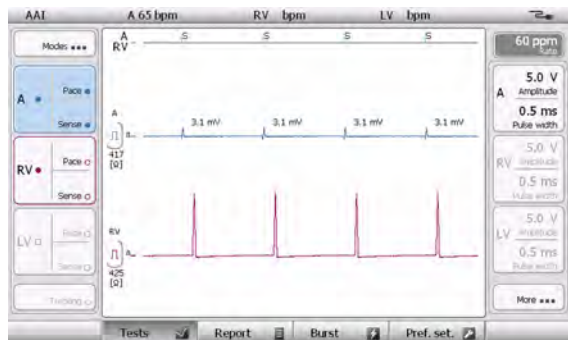 AAI A 65 bpm RV bpm LV bpm
Modes
A Pace
Sense
RV Pace
Sense
LV Pace
Sense
Tracking
A S S S S
RV
A
3.1 mV 3.1 mV 3.1 mV 3.1 mV
417
[Ω]
RV
425
[Ω]
60 ppm
Rate
5.0 V
A Amplitude
0.5 ms
Pulse width
5.0 V
RV Amplitude
0.5 ms
Pulse width
5.0 V
LV Amplitude
0.5 ms
Pulse width
More
Tests Report Burst Pref. set.